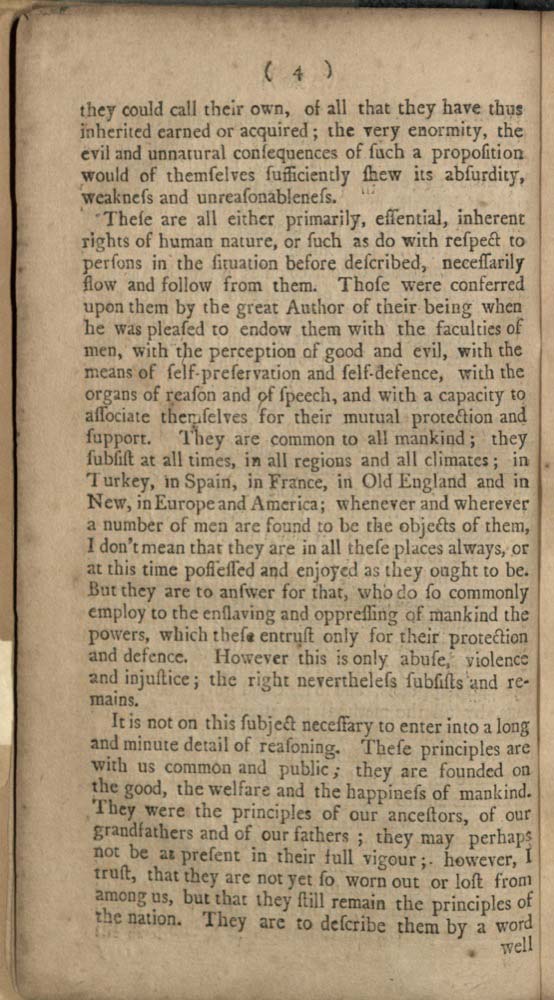 ( 4 )
they could call their own, of all that they have thus
inherited earned or acquired; the very enormity, the
evil and unnatural conſequences of ſuch a propoſition
would of themſelves ſufficiently ſhew its abſurdity,
weakneſs and unreaſonableneſs.
Theſe are all either primarily, eſſential, inherent
rights of human nature, or ſuch as do with reſpect to
perſons in the ſituation before deſcribed, neceſſarily
flow and follow from them. Thoſe were conferred
upon them by the great Author of their being when
he was pleaſed to endow them with the faculties of
men, with the perception of good and evil, with the
means of ſelf-preſervation and ſelf-defence, with the
organs of reaſon and of ſpeech, and with a capacity to
aſſociate themſelves for their mutual protection and
ſupport. They are common to all mankind; they
ſubſiſt at all times, in all regions and all climates; in
Turkey, in Spain, in France, in Old England and in
New, in Europe and America; whenever and wherever
a number of men are found to be the objects of them,
I don't mean that they are in all theſe places always, or
at this time poſſeſſed and enjoyed as they ought to be.
But they are to anſwer for that, who do ſo commonly
employ to the enſlaving and oppreſſing of mankind the
powers, which theſe entruſt only for their protection
and defence. However this is only abuſe, violence
and injuſtice; the right nevertheleſs ſubſiſts and re-
mains.
It is not on this ſubject neceſſary to enter into a long
and minute detail of reaſoning. Theſe principles are
with us common and public; they are founded on
the good, the welfare and the happineſs of mankind.
They were the principles of our anceſtors, of our
grandfathers and of our fathers; they may perhaps
not be at preſent in their full vigour; however, I
truſt, that they are not yet ſo worn out or loſt from
among us, but that they ſtill remain the principles of
the nation. They are to deſcribe them by a word
well